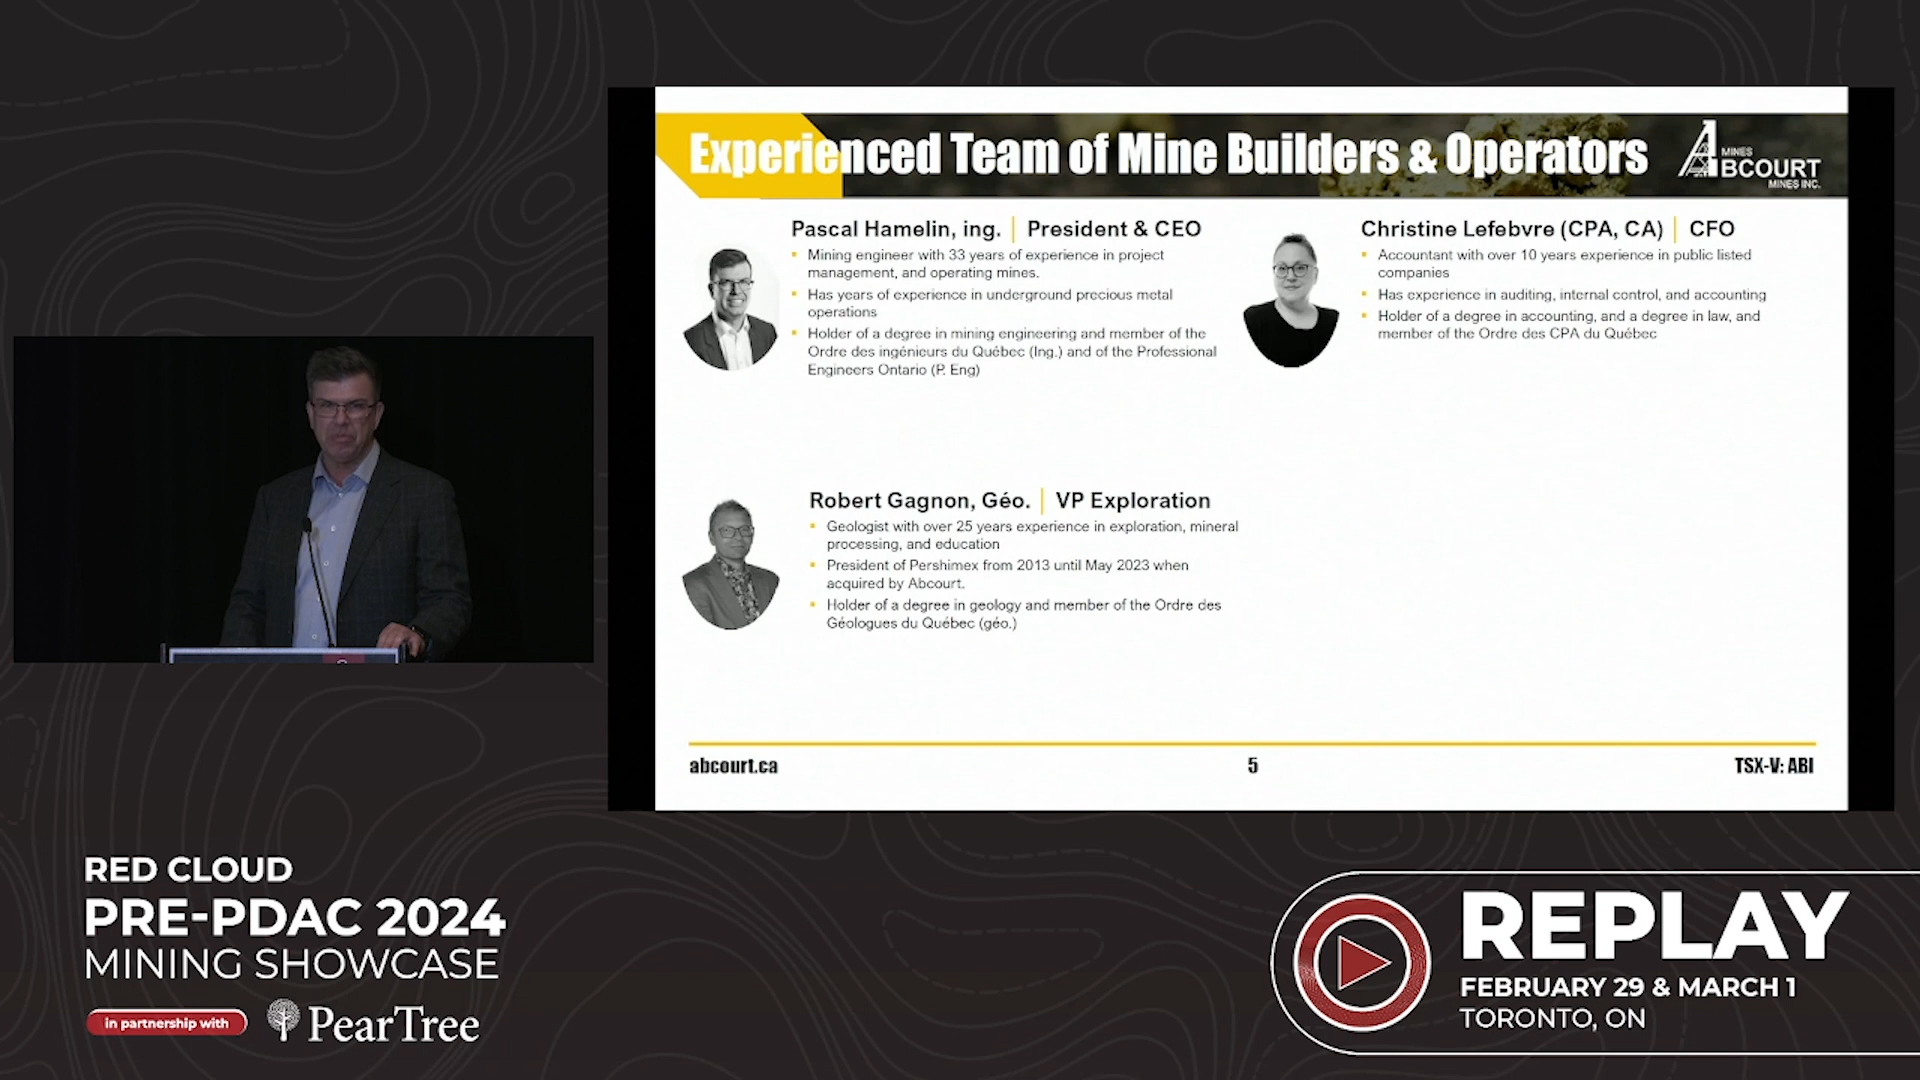 Experienced Team of Mine Builders & Operators
MINES
ABCOURT
MINES INC.
Pascal Hamelin, ing. | President & CEO
▪ Mining engineer with 33 years of experience in project
management, and operating mines.
▪ Has years of experience in underground precious metal
operations
▪ Holder of a degree in mining engineering and member of the
Ordre des ingénieurs du Québec (Ing.) and of the Professional
Engineers Ontario (P. Eng)
Christine Lefebvre (CPA, CA) | CFO
▪ Accountant with over 10 years experience in public listed
companies
▪ Has experience in auditing, internal control, and accounting
▪ Holder of a degree in accounting, and a degree in law, and
member of the Ordre des CPA du Québec
Robert Gagnon, Géo. | VP Exploration
▪ Geologist with over 25 years experience in exploration, mineral
processing, and education
▪ President of Pershimex from 2013 until May 2023 when
acquired by Abcourt.
▪ Holder of a degree in geology and member of the Ordre des
Géologues du Québec (géo.)
abcourt.ca
5
TSX-V: ABI
RED CLOUD
PRE-PDAC 2024
MINING SHOWCASE
in partnership with
PearTree
REPLAY
FEBRUARY 29 & MARCH 1
TORONTO, ON